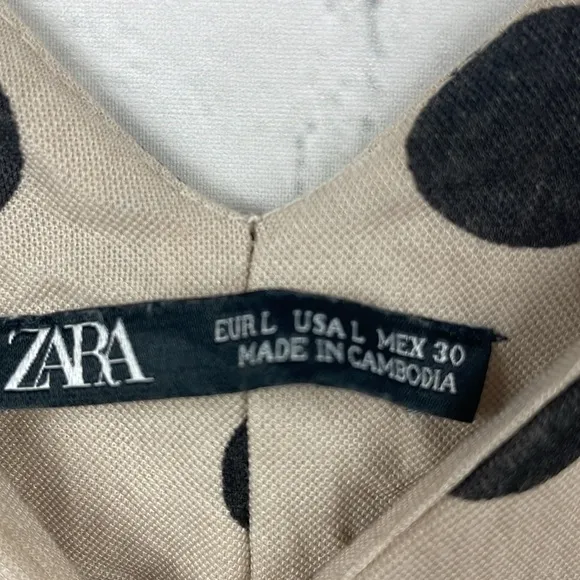 ZARA
EUR L USA L MEX 30
MADE IN CAMBODIA